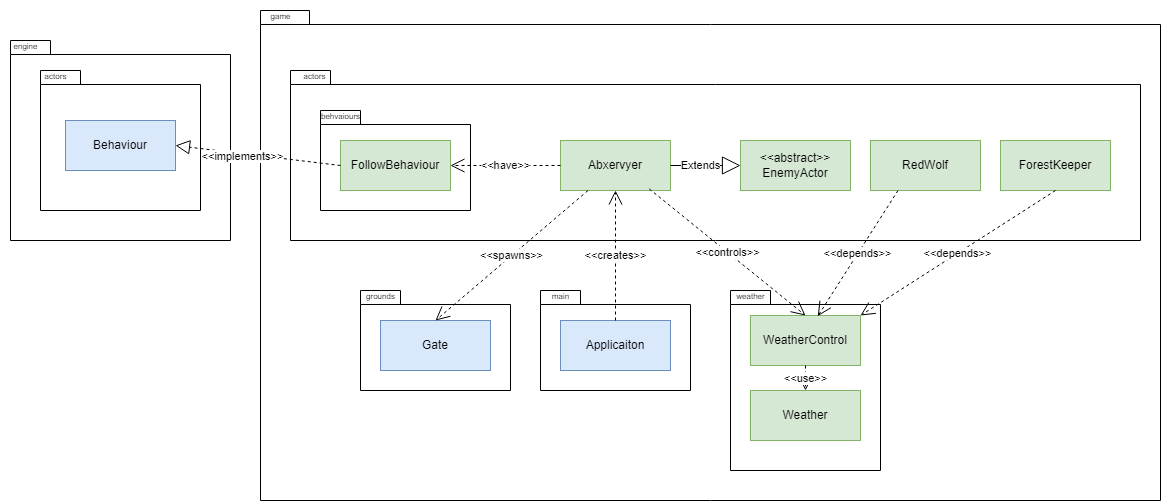 game
engine
actors
actors
behvaiours
Behaviour
<<implements>>
FollowBehaviour
<<have>>
Abxervyer
Extends
<<abstract>>
EnemyActor
RedWolf
ForestKeeper
<<spawns>>
<<creates>>
<<controls>>
<<depends>>
<<depends>>
grounds
main
weather
Gate
Applicaiton
WeatherControl
<<use>>
Weather